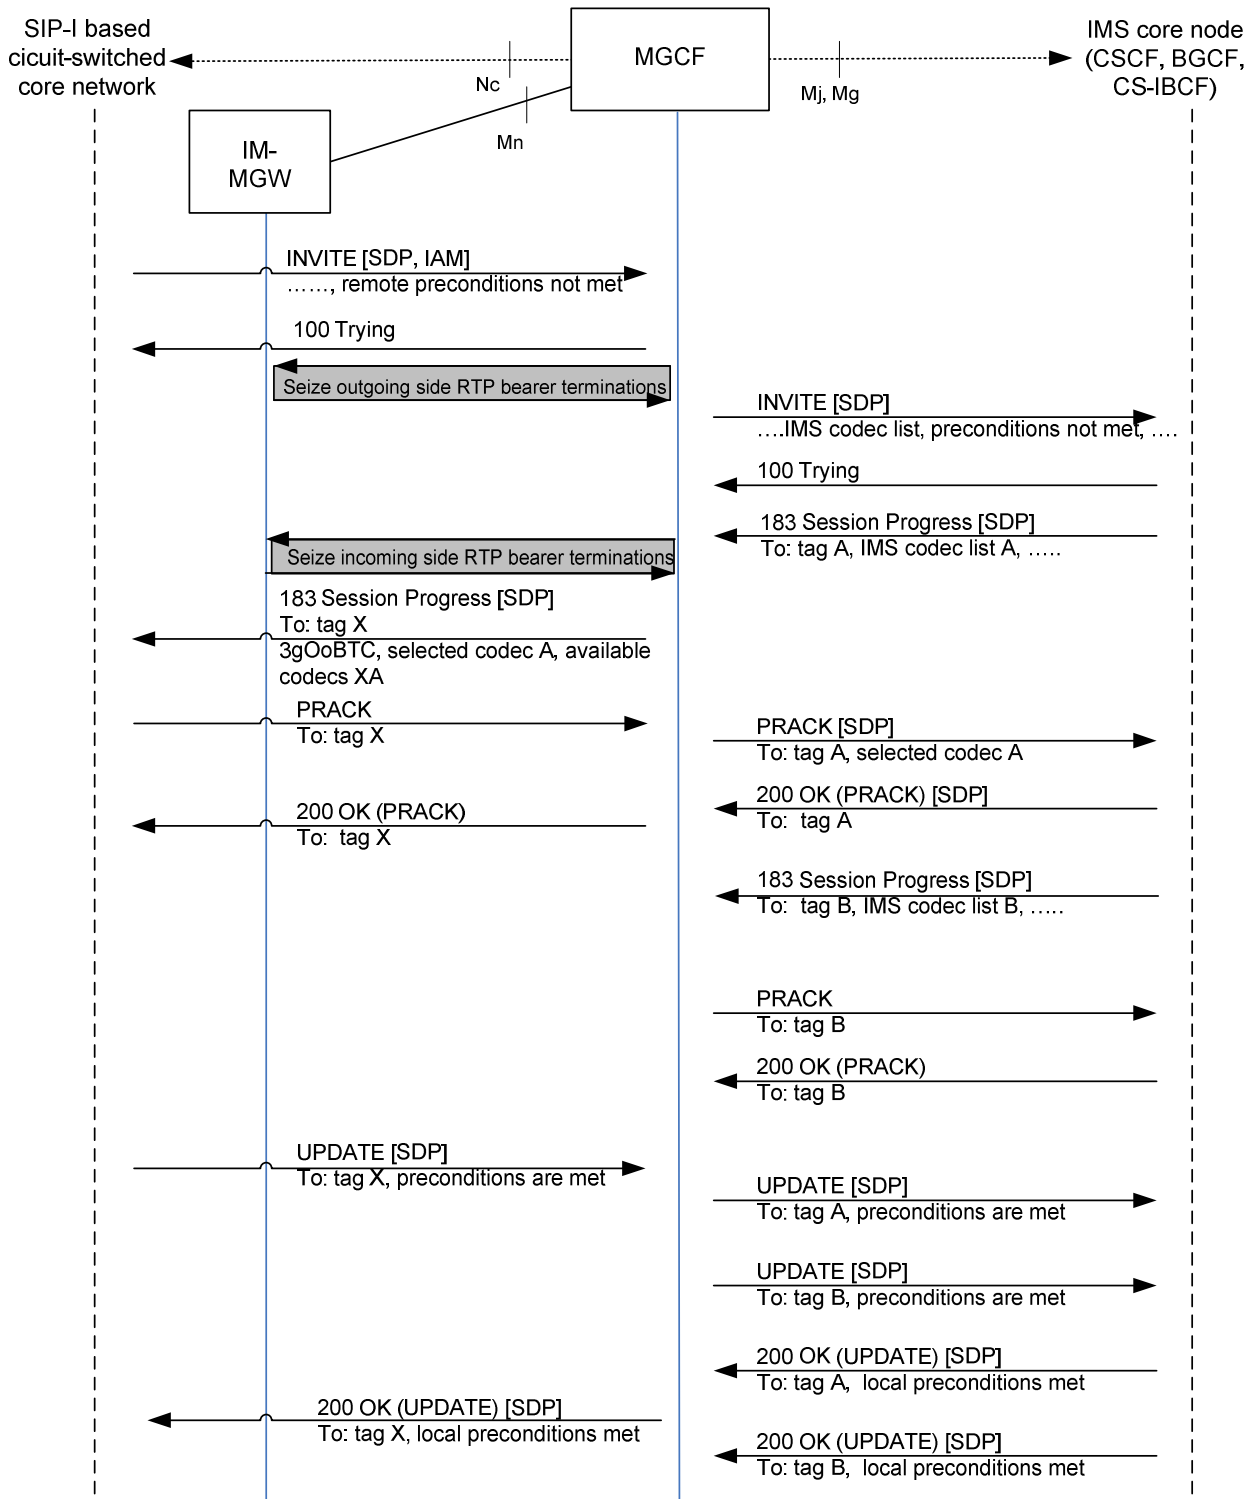 SIP-I based
cicuit-switched
core network
MGCF
IMS core node
(CSCF, BGCF,
CS-IBCF)
Nc
Mj, Mg
Mn
IM-
MGW
INVITE [SDP, IAM]
……, remote preconditions not met
100 Trying
Seize outgoing side RTP bearer terminations
INVITE [SDP]
….IMS codec list, preconditions not met, ….
100 Trying
183 Session Progress [SDP]
To: tag A, IMS codec list A, …..
Seize incoming side RTP bearer terminations
183 Session Progress [SDP]
To: tag X
3gOoBTC, selected codec A, available
codecs XA
PRACK
To: tag X
PRACK [SDP]
To: tag A, selected codec A
200 OK (PRACK) [SDP]
To: tag A
200 OK (PRACK)
To: tag X
183 Session Progress [SDP]
To: tag B, IMS codec list B, …..
PRACK
To: tag B
200 OK (PRACK)
To: tag B
UPDATE [SDP]
To: tag X, preconditions are met
UPDATE [SDP]
To: tag A, preconditions are met
UPDATE [SDP]
To: tag B, preconditions are met
200 OK (UPDATE) [SDP]
To: tag A, local preconditions met
200 OK (UPDATE) [SDP]
To: tag X, local preconditions met
200 OK (UPDATE) [SDP]
To: tag B, local preconditions met